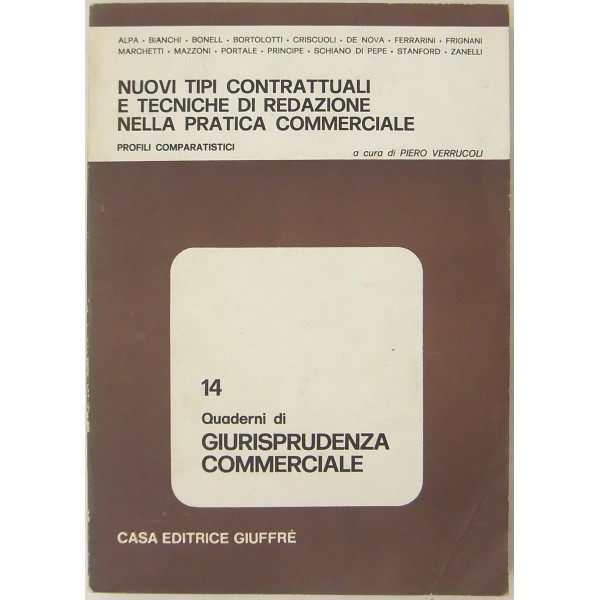 ALPA • BIANCHI • BONELL • BORTOLOTTI • CRISCUOLI • DE NOVA • FERRARINI • FRIGNANI
MARCHETTI • MAZZONI • PORTALE • PRINCIPE • SCHIANO DI PEPE • STANFORD • ZANELLI
NUOVI TIPI CONTRATTUALI
E TECNICHE DI REDAZIONE
NELLA PRATICA COMMERCIALE
PROFILI COMPARATISTICI
a cura di PIERO VERRUCOLI
14
Quaderni di
GIURISPRUDENZA
COMMERCIALE
CASA EDITRICE GIUFFRÈ